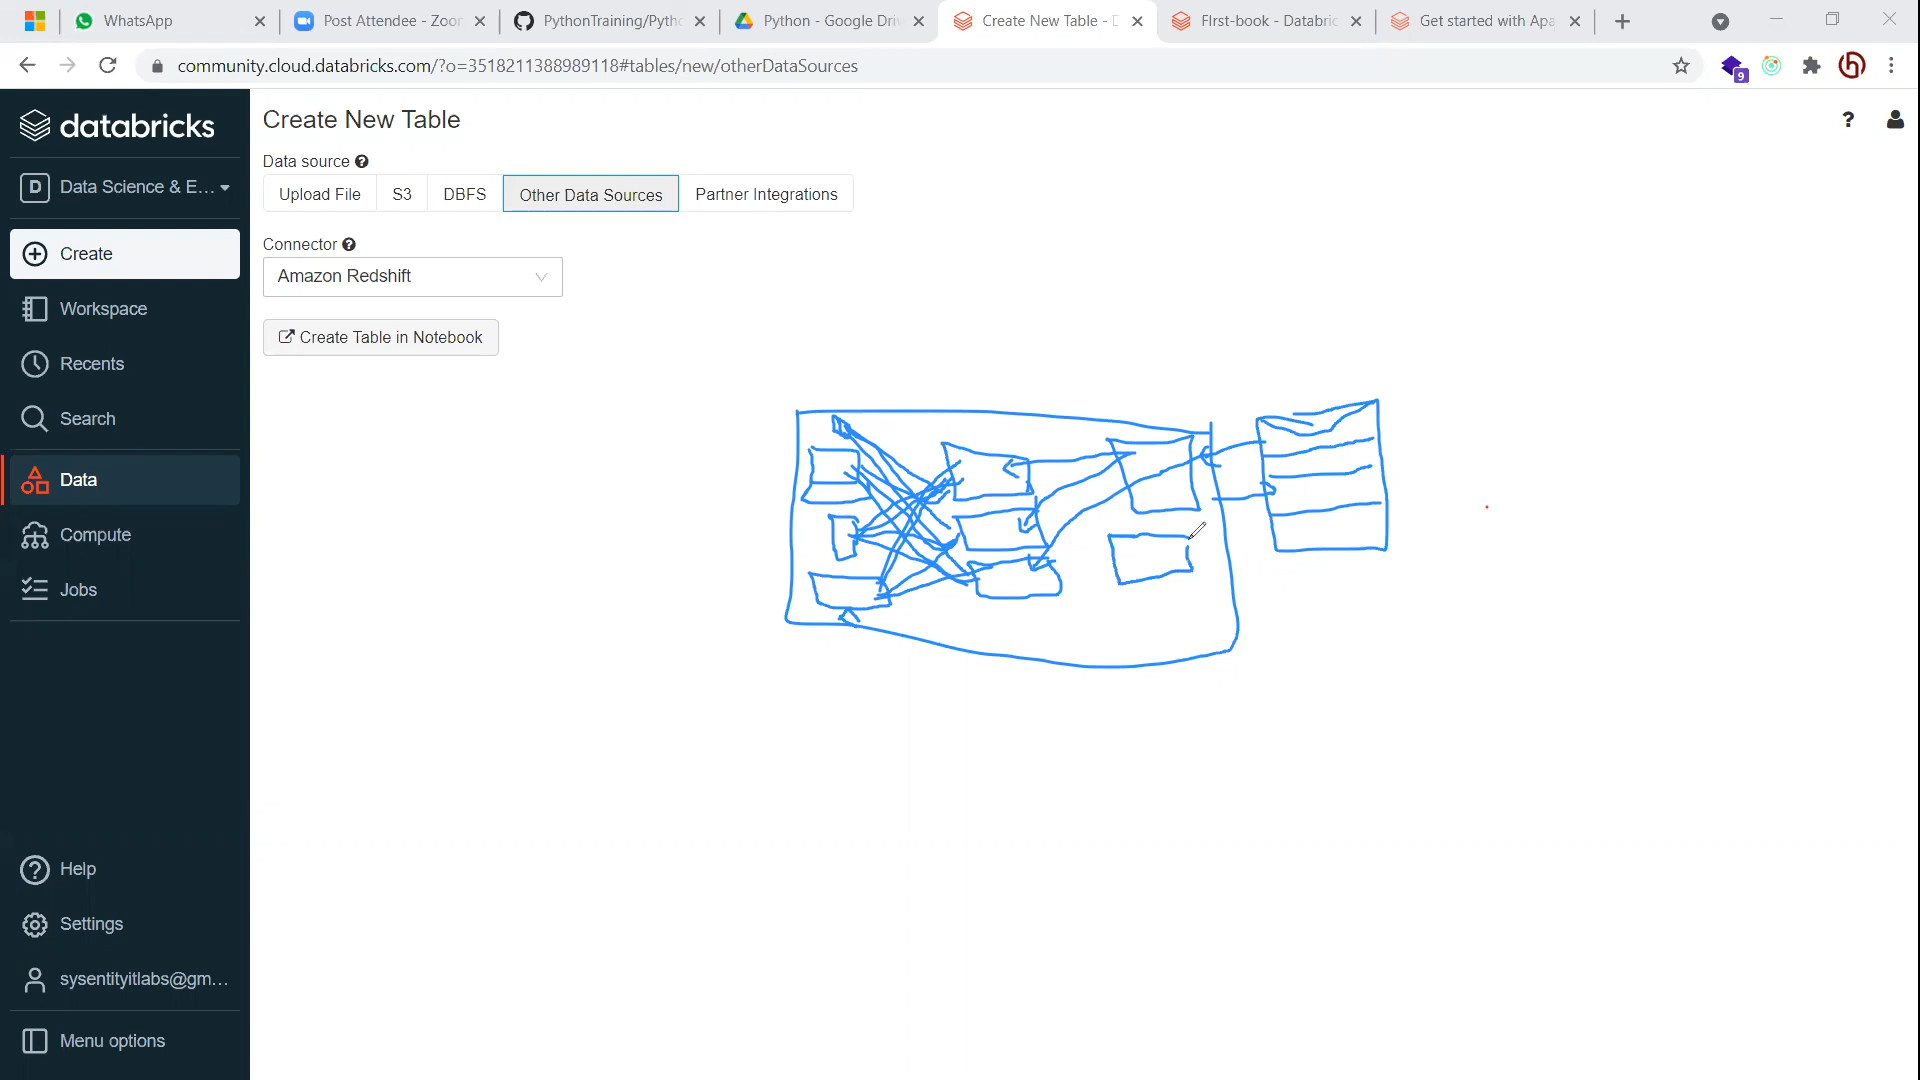 WhatsApp
Post Attendee - Zoor
PythonTraining/Pytho
Python - Google Driv
Create New Table - D
FIrst-book - Databric
Get started with Apa
community.cloud.databricks.com/?o=3518211388989118#tables/new/otherDataSources
9
databricks
D Data Science & E...
Create
Workspace
Recents
Search
Data
Compute
Jobs
Help
Settings
sysentityitlabs@gm...
Menu options
Create New Table
Data source
Upload File S3 DBFS Other Data Sources Partner Integrations
Connector
Amazon Redshift
Create Table in Notebook